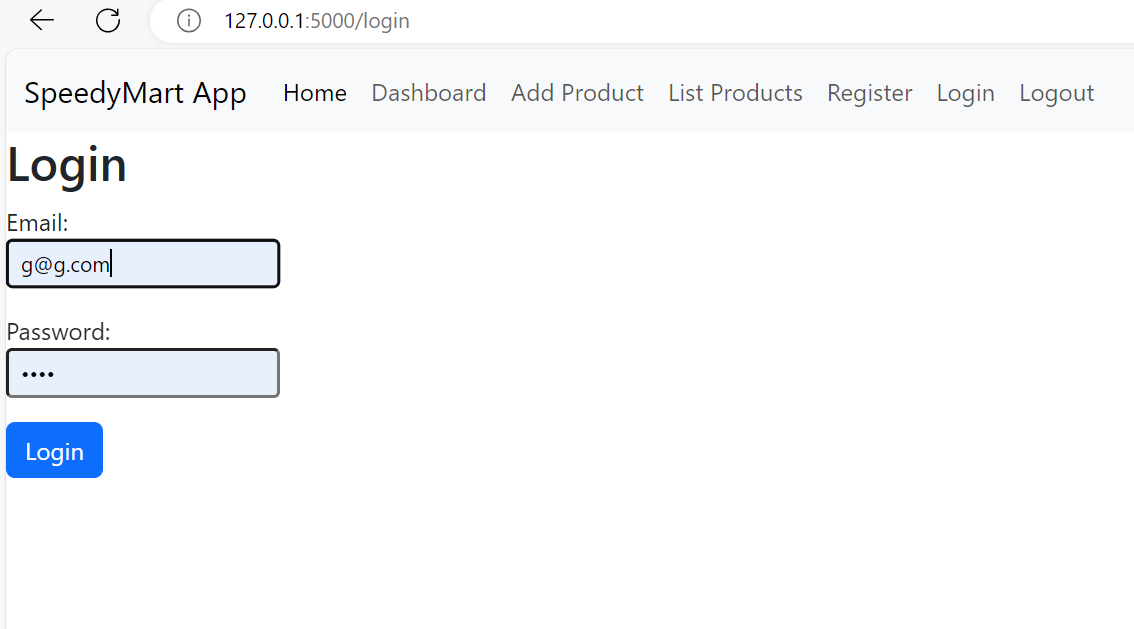 127.0.0.1:5000/login
SpeedyMart App Home Dashboard Add Product List Products Register Login Logout
Login
Email:
g@g.com
Password:
••••
Login